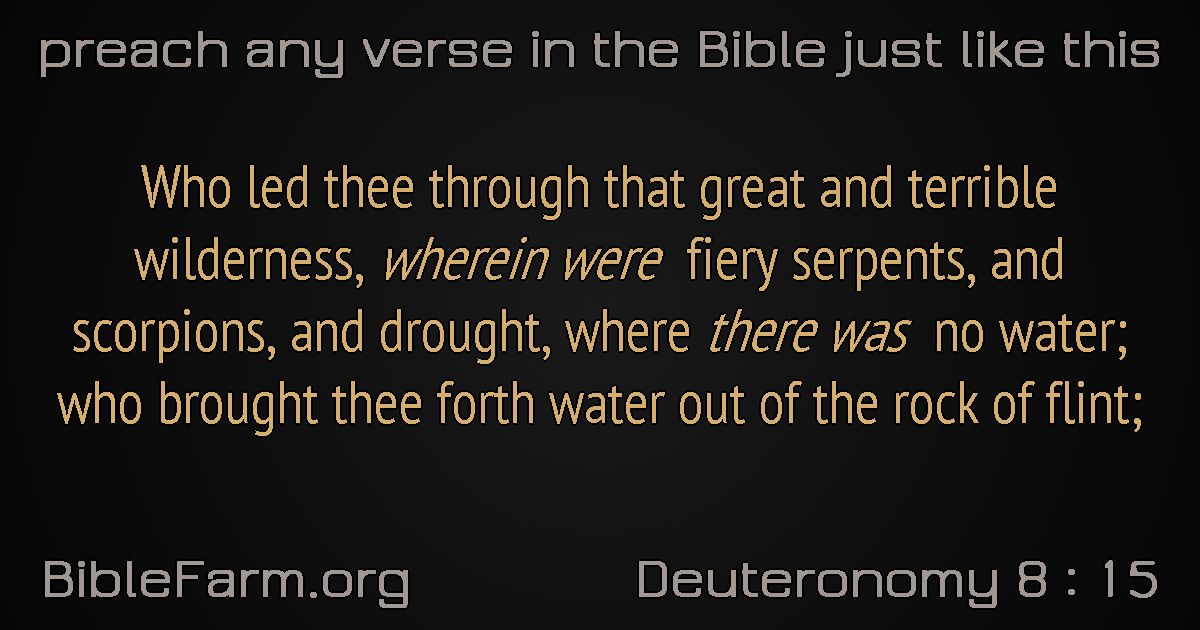 preach any verse in the Bible just like this
Who led thee through that great and terrible
wilderness, wherein were fiery serpents, and
scorpions, and drought, where there was no water;
who brought thee forth water out of the rock of flint;
BibleFarm.org
Deuteronomy 8 : 15